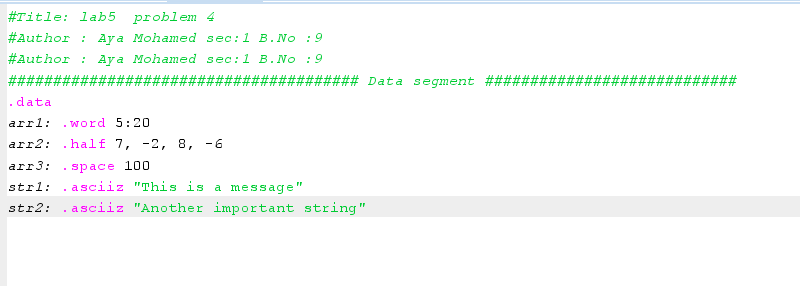 #Title: lab5  problem 4
#Author : Aya Mohamed sec:1 B.No :9
#Author : Aya Mohamed sec:1 B.No :9
####################################### Data segment ############################
.data
arr1: .word 5:20
arr2: .half 7, -2, 8, -6
arr3: .space 100
str1: .asciiz "This is a message"
str2: .asciiz "Another important string"